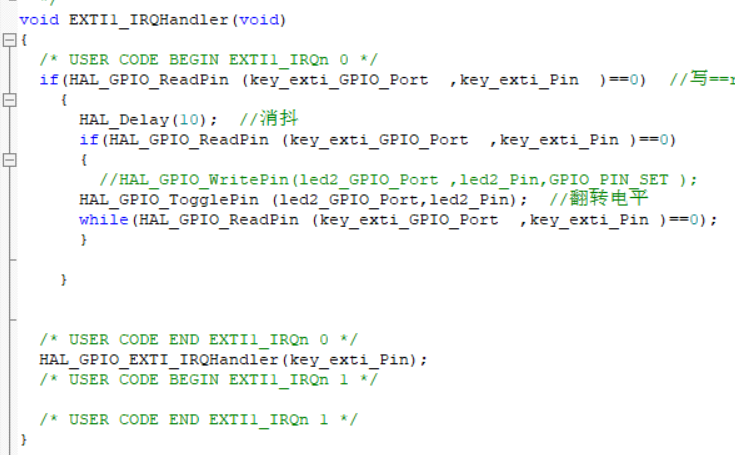 */
void EXTI1_IRQHandler(void)
{
/* USER CODE BEGIN EXTI1_IRQn 0 */
if(HAL_GPIO_ReadPin (key_exti_GPIO_Port ,key_exti_Pin )==0) //写==
{
HAL_Delay(10); //消抖
if(HAL_GPIO_ReadPin (key_exti_GPIO_Port ,key_exti_Pin )==0)
{
//HAL_GPIO_WritePin(led2_GPIO_Port ,led2_Pin,GPIO_PIN_SET );
HAL_GPIO_TogglePin (led2_GPIO_Port,led2_Pin); //翻转电平
while(HAL_GPIO_ReadPin (key_exti_GPIO_Port ,key_exti_Pin )==0);
}
}
/* USER CODE END EXTI1_IRQn 0 */
HAL_GPIO_EXTI_IRQHandler(key_exti_Pin);
/* USER CODE BEGIN EXTI1_IRQn 1 */
/* USER CODE END EXTI1_IRQn 1 */
}